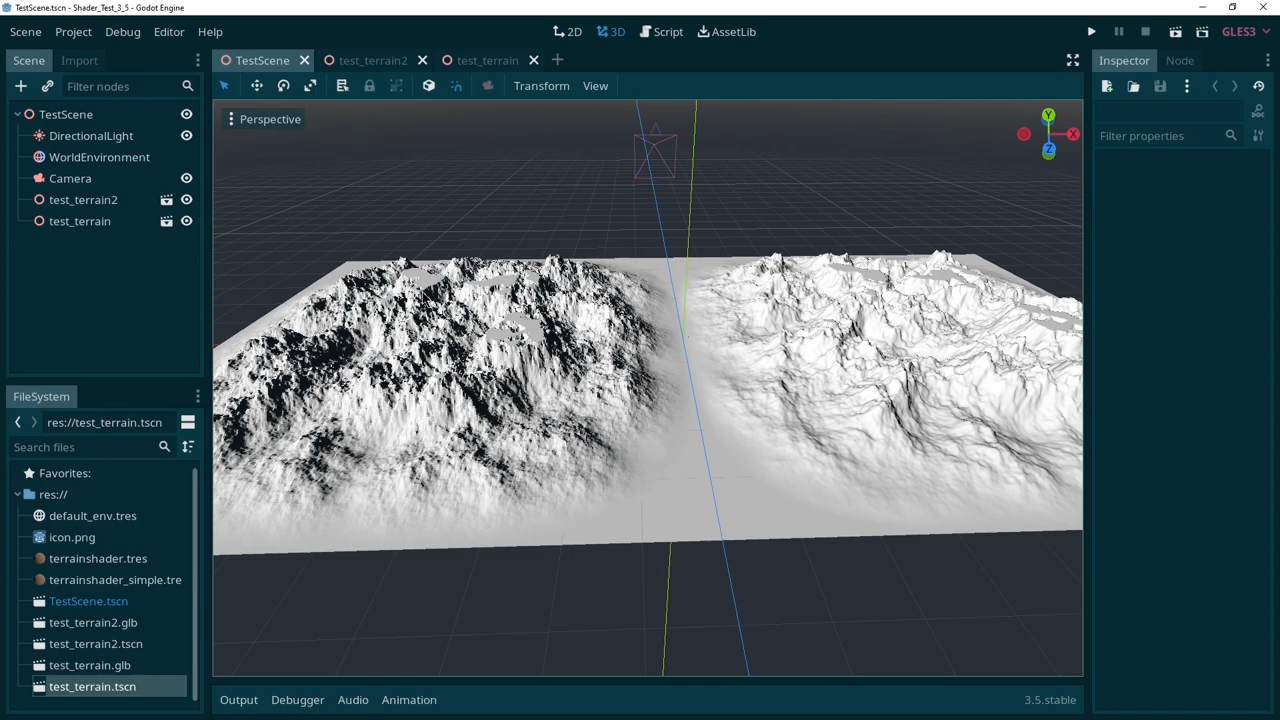 TestScene.tscn - Shader_Test_3_5 - Godot Engine
Scene Project Debug Editor Help
2D 3D Script AssetLib
GLES3
Scene Import
TestScene test_terrain2 test_terrain
Inspector Node
Filter nodes
Transform View
TestScene
DirectionalLight
WorldEnvironment
Camera
test_terrain2
test_terrain
Perspective
Y
X
Z
Filter properties
FileSystem
res://test_terrain.tscn
Search files
Favorites:
res://
default_env.tres
icon.png
terrainshader.tres
terrainshader_simple.tre
TestScene.tscn
test_terrain2.glb
test_terrain2.tscn
test_terrain.glb
test_terrain.tscn
Output Debugger Audio Animation
3.5.stable